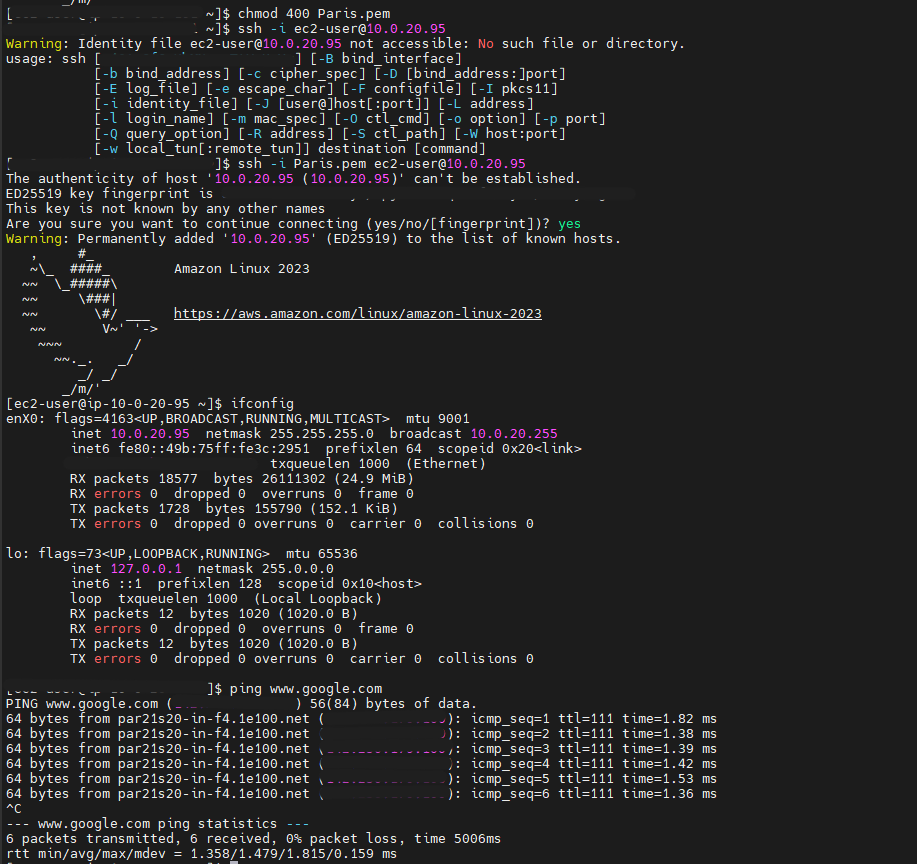 ~]$ chmod 400 Paris.pem
~]$ ssh -i ec2-user@10.0.20.95
Warning: Identity file ec2-user@10.0.20.95 not accessible: No such file or directory.
usage: ssh [ ] [-B bind_interface]
[-b bind_address] [-c cipher_spec] [-D [bind_address:]port]
[-E log_file] [-e escape_char] [-F configfile] [-I pkcs11]
[-i identity_file] [-J [user@]host[:port]] [-L address]
[-l login_name] [-m mac_spec] [-O ctl_cmd] [-o option] [-p port]
[-Q query_option] [-R address] [-S ctl_path] [-W host:port]
[-w local_tun[:remote_tun]] destination [command]
[ ]$ ssh -i Paris.pem ec2-user@10.0.20.95
The authenticity of host '10.0.20.95 (10.0.20.95)' can't be established.
ED25519 key fingerprint is
This key is not known by any other names
Are you sure you want to continue connecting (yes/no/[fingerprint])? yes
Warning: Permanently added '10.0.20.95' (ED25519) to the list of known hosts.
   ,     #_
   ~\_  ####_        Amazon Linux 2023
  ~~  \_#####\
  ~~     \###|
  ~~       \#/ ___   https://aws.amazon.com/linux/amazon-linux-2023
   ~~       V~' '->
    ~~~         /
      ~~._.   _/
         _/ _/
       _/m/'
[ec2-user@ip-10-0-20-95 ~]$ ifconfig
enX0: flags=4163<UP,BROADCAST,RUNNING,MULTICAST>  mtu 9001
inet 10.0.20.95  netmask 255.255.255.0  broadcast 10.0.20.255
inet6 fe80::49b:75ff:fe3c:2951  prefixlen 64  scopeid 0x20<link>
txqueuelen 1000  (Ethernet)
RX packets 18577  bytes 26111302 (24.9 MiB)
RX errors 0  dropped 0  overruns 0  frame 0
TX packets 1728  bytes 155790 (152.1 KiB)
TX errors 0  dropped 0 overruns 0  carrier 0  collisions 0
lo: flags=73<UP,LOOPBACK,RUNNING>  mtu 65536
inet 127.0.0.1  netmask 255.0.0.0
inet6 ::1  prefixlen 128  scopeid 0x10<host>
loop  txqueuelen 1000  (Local Loopback)
RX packets 12  bytes 1020 (1020.0 B)
RX errors 0  dropped 0  overruns 0  frame 0
TX packets 12  bytes 1020 (1020.0 B)
TX errors 0  dropped 0 overruns 0  carrier 0  collisions 0
]$ ping www.google.com
PING www.google.com ( ) 56(84) bytes of data.
64 bytes from par21s20-in-f4.1e100.net ( ): icmp_seq=1 ttl=111 time=1.82 ms
64 bytes from par21s20-in-f4.1e100.net ( ): icmp_seq=2 ttl=111 time=1.38 ms
64 bytes from par21s20-in-f4.1e100.net ( ): icmp_seq=3 ttl=111 time=1.39 ms
64 bytes from par21s20-in-f4.1e100.net ( ): icmp_seq=4 ttl=111 time=1.42 ms
64 bytes from par21s20-in-f4.1e100.net ( ): icmp_seq=5 ttl=111 time=1.53 ms
64 bytes from par21s20-in-f4.1e100.net ( ): icmp_seq=6 ttl=111 time=1.36 ms
^C
--- www.google.com ping statistics ---
6 packets transmitted, 6 received, 0% packet loss, time 5006ms
rtt min/avg/max/mdev = 1.358/1.479/1.815/0.159 ms